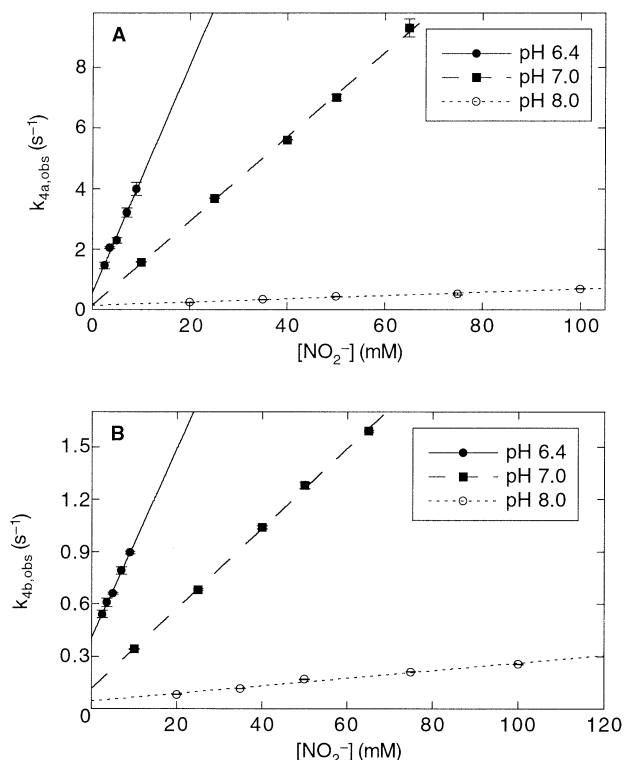 A
pH 6.4
pH 7.0
pH 8.0
k4a,obs (s⁻¹)
8
6
4
2
0
0 20 40 60 80 100
[NO₂⁻] (mM)
B
pH 6.4
pH 7.0
pH 8.0
k4b,obs (s⁻¹)
1.5
1.2
0.9
0.6
0.3
0
20 40 60 80 100 120
[NO₂⁻] (mM)